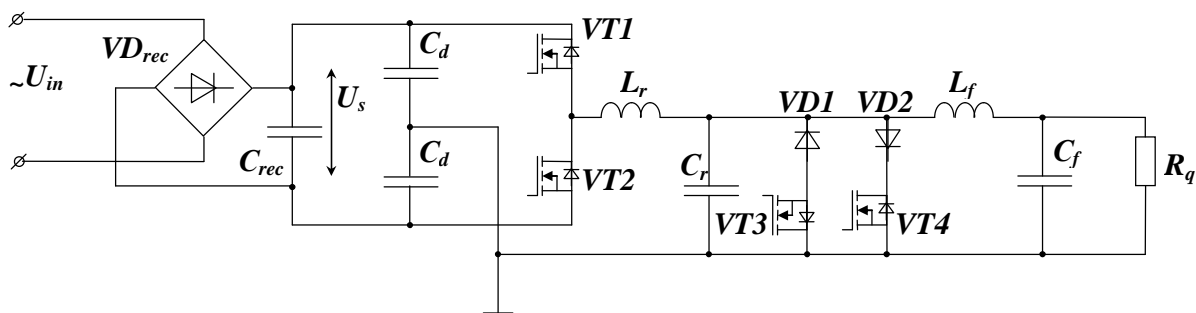 VD_rec
~U_in
U_s
C_rec
C_d
C_d
VT1
VT2
L_r
C_r
VD1
VD2
VT3
VT4
L_f
C_f
R_q